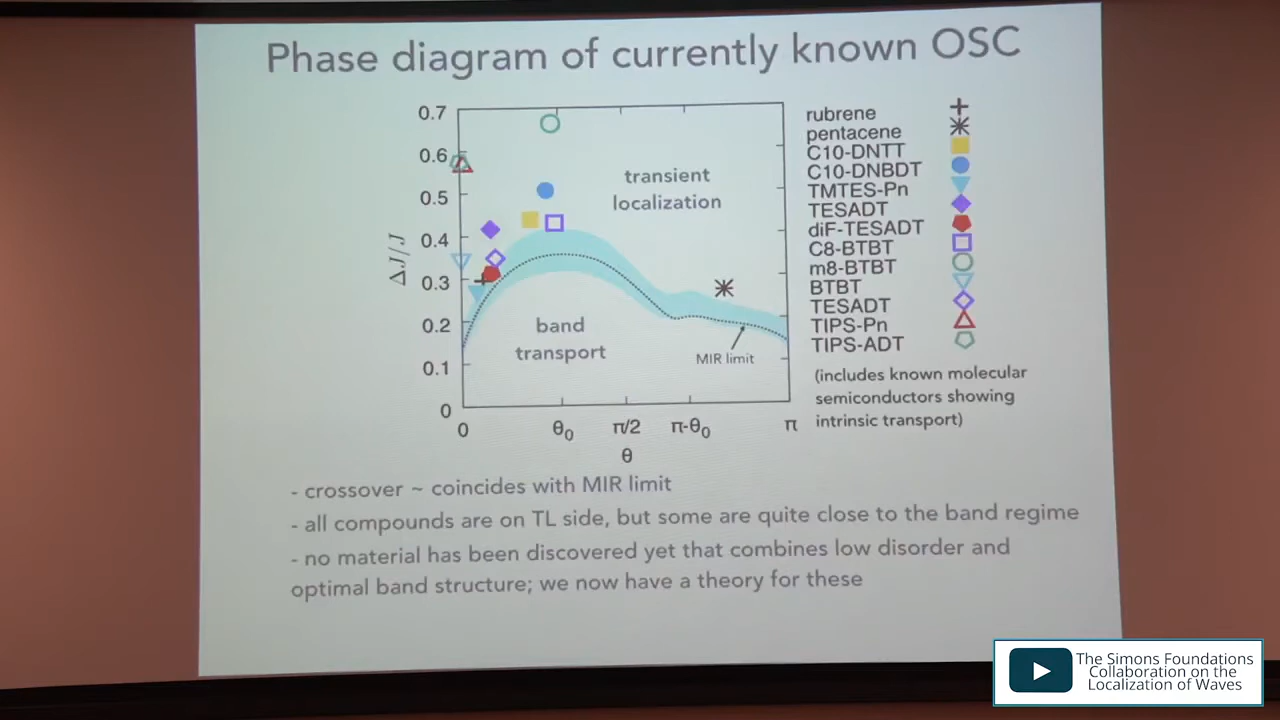 Phase diagram of currently known OSC
0.7
0.6
0.5
0.4
0.3
0.2
0.1
0
ΔJ/J
transient
localization
band
transport
MIR limit
0
θ0
π/2
π-θ0
π
θ
rubrene
pentacene
C10-DNTT
C10-DNBDT
TMTES-Pn
TESADT
diF-TESADT
C8-BTBT
m8-BTBT
BTBT
TESADT
TIPS-Pn
TIPS-ADT
(includes known molecular
semiconductors showing
intrinsic transport)
- crossover ~ coincides with MIR limit
- all compounds are on TL side, but some are quite close to the band regime
- no material has been discovered yet that combines low disorder and
optimal band structure; we now have a theory for these
The Simons Foundations
Collaboration on the
Localization of Waves